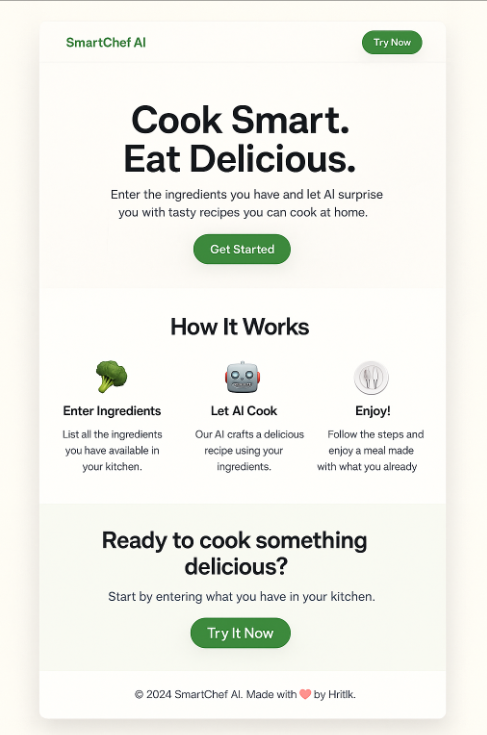 SmartChef AI
Try Now
Cook Smart.
Eat Delicious.
Enter the ingredients you have and let AI surprise
you with tasty recipes you can cook at home.
Get Started
How It Works
Enter Ingredients
List all the ingredients
you have available in
your kitchen.
Let AI Cook
Our AI crafts a delicious
recipe using your
ingredients.
Enjoy!
Follow the steps and
enjoy a meal made
with what you already
Ready to cook something
delicious?
Start by entering what you have in your kitchen.
Try It Now
© 2024 SmartChef AI. Made with ❤️ by Hritlk.